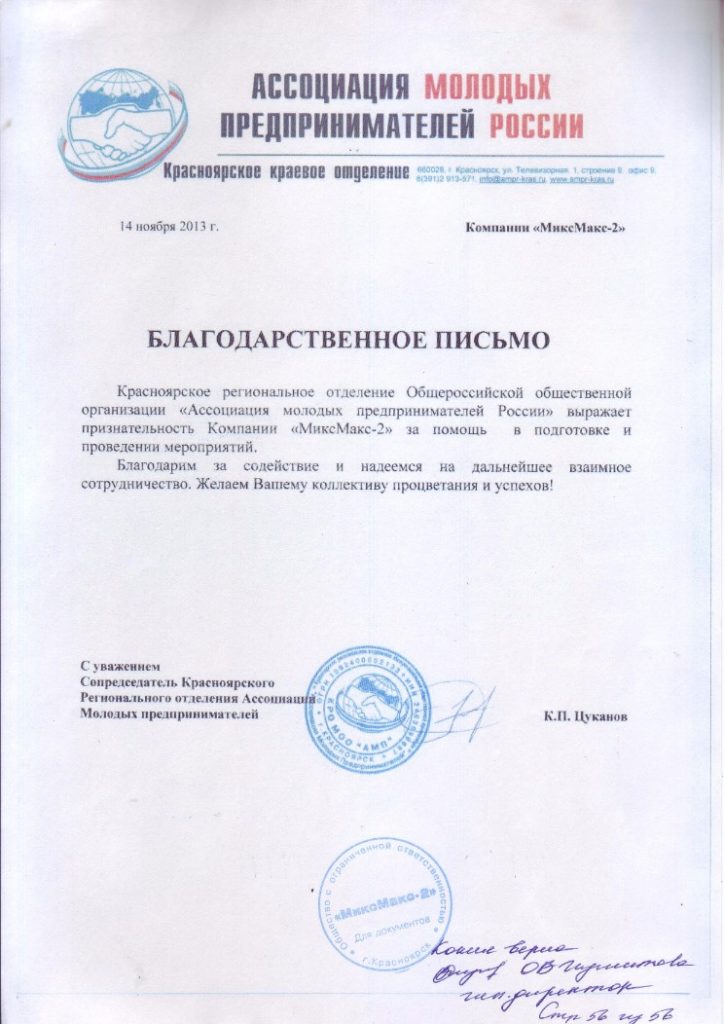 АССОЦИАЦИЯ МОЛОДЫХ
ПРЕДПРИНИМАТЕЛЕЙ РОССИИ
Красноярское краевое отделение
660028, г. Красноярск, ул. Телевизорная, 1, строение 9, офис 9,
8(391)2 913-571, info@ampr-kras.ru, www.ampr-kras.ru
14 ноября 2013 г.
Компании «МиксМакс-2»
БЛАГОДАРСТВЕННОЕ ПИСЬМО
Красноярское региональное отделение Общероссийской общественной
организации «Ассоциация молодых предпринимателей России» выражает
признательность Компании «МиксМакс-2» за помощь в подготовке и
проведении мероприятий.
Благодарим за содействие и надеемся на дальнейшее взаимное
сотрудничество. Желаем Вашему коллективу процветания и успехов!
С уважением
Сопредседатель Красноярского
Регионального отделения Ассоциации
Молодых предпринимателей
К.П. Цуканов
КРО МОО "АМП"
г. КРАСНОЯРСК
Общество с ограниченной ответственностью
«МиксМакс-2»
Для документов
г.Красноярск
Копия верна
ген.директор
Стр 56 из 56